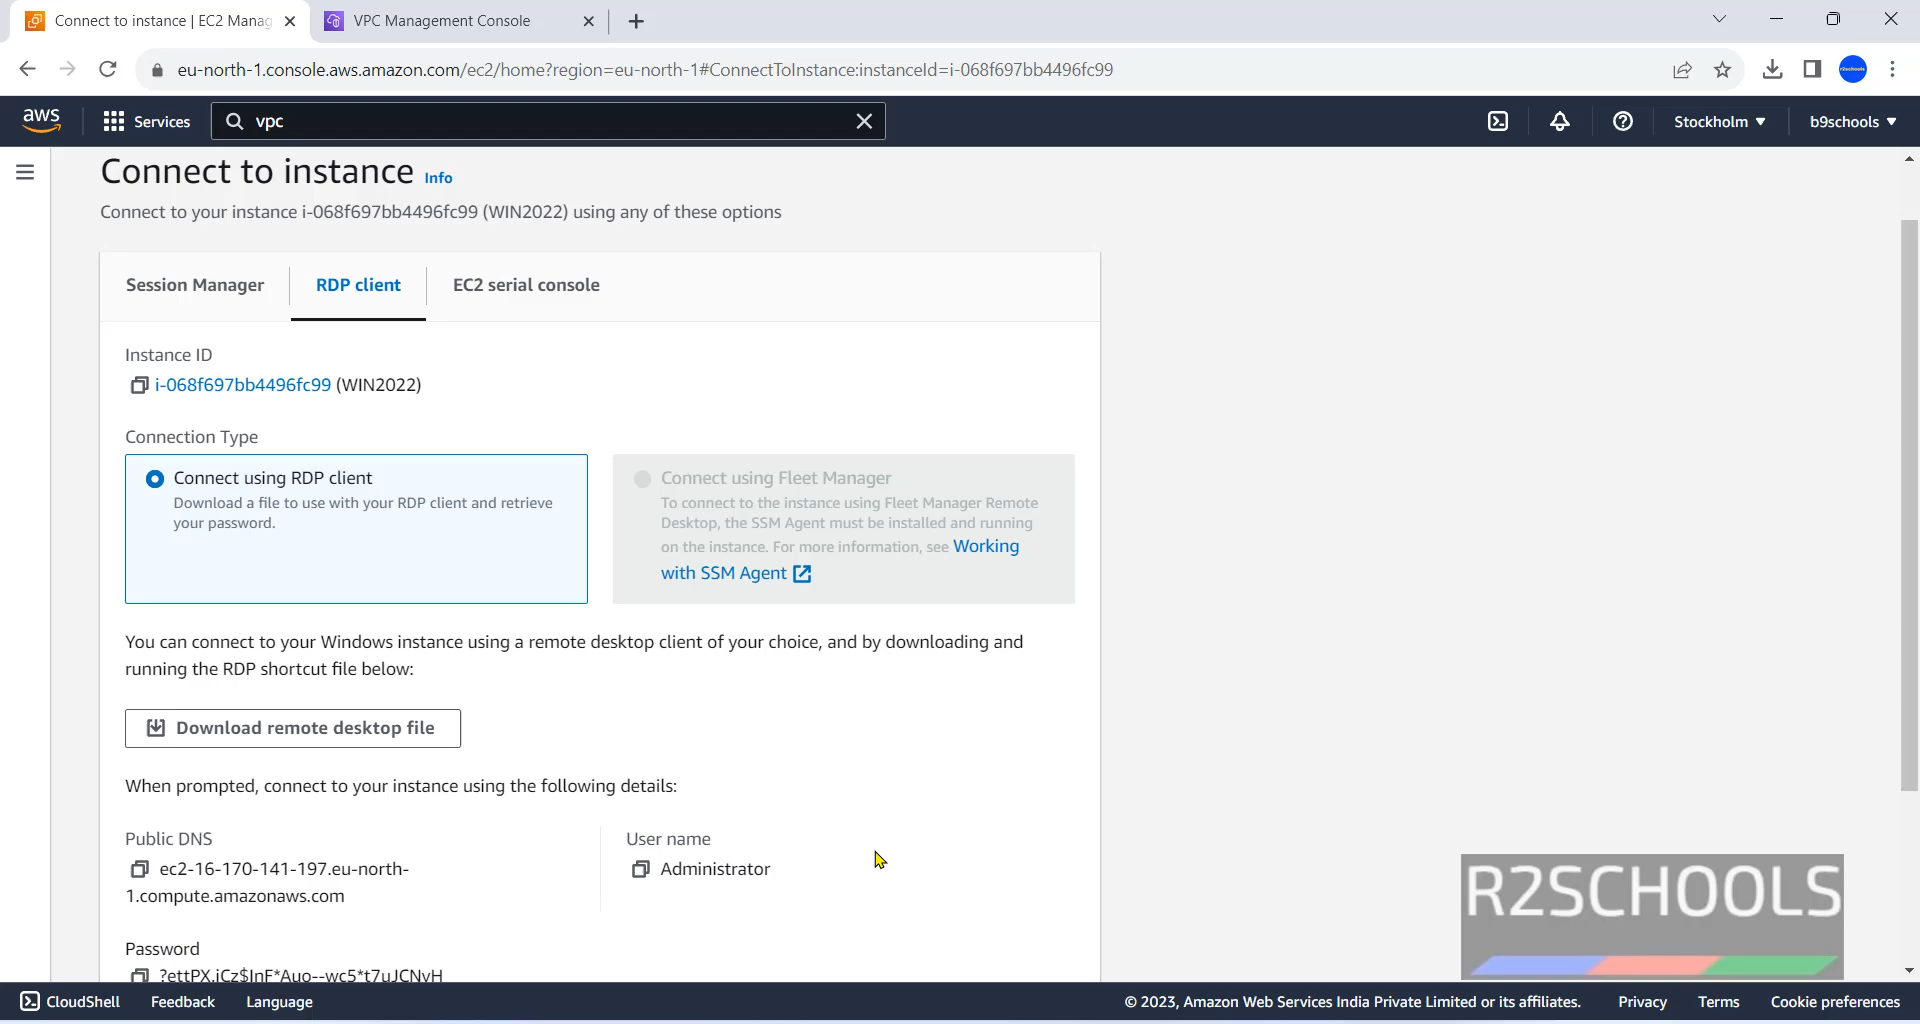 Connect to instance | EC2 Manag
VPC Management Console
eu-north-1.console.aws.amazon.com/ec2/home?region=eu-north-1#ConnectToInstance:instanceId=i-068f697bb4496fc99
aws
Services
vpc
Stockholm
b9schools
Connect to instance Info
Connect to your instance i-068f697bb4496fc99 (WIN2022) using any of these options
Session Manager
RDP client
EC2 serial console
Instance ID
i-068f697bb4496fc99 (WIN2022)
Connection Type
Connect using RDP client
Download a file to use with your RDP client and retrieve
your password.
Connect using Fleet Manager
To connect to the instance using Fleet Manager Remote
Desktop, the SSM Agent must be installed and running
on the instance. For more information, see Working
with SSM Agent
You can connect to your Windows instance using a remote desktop client of your choice, and by downloading and
running the RDP shortcut file below:
Download remote desktop file
When prompted, connect to your instance using the following details:
Public DNS
ec2-16-170-141-197.eu-north-
1.compute.amazonaws.com
User name
Administrator
Password
R2SCHOOLS
CloudShell
Feedback
Language
© 2023, Amazon Web Services India Private Limited or its affiliates.
Privacy
Terms
Cookie preferences